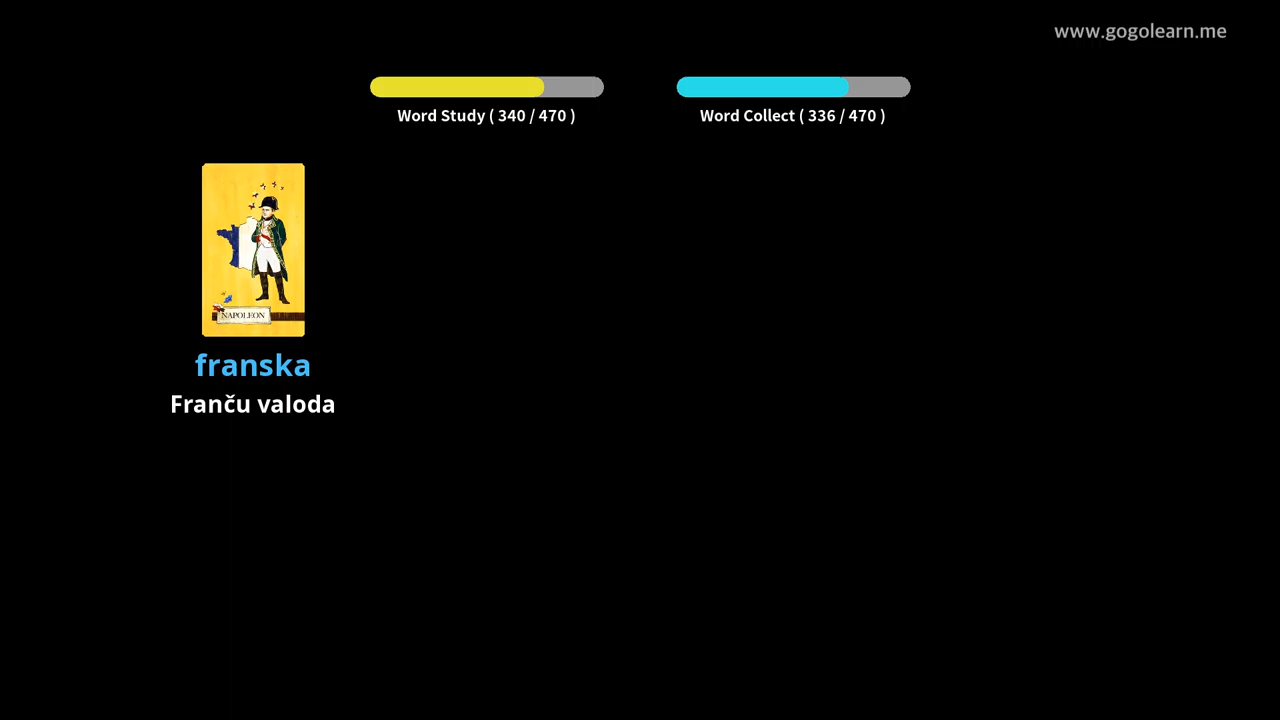 www.gogolearn.me
Word Study ( 340 / 470 )
Word Collect ( 336 / 470 )
NAPOLEON
franska
Franču valoda